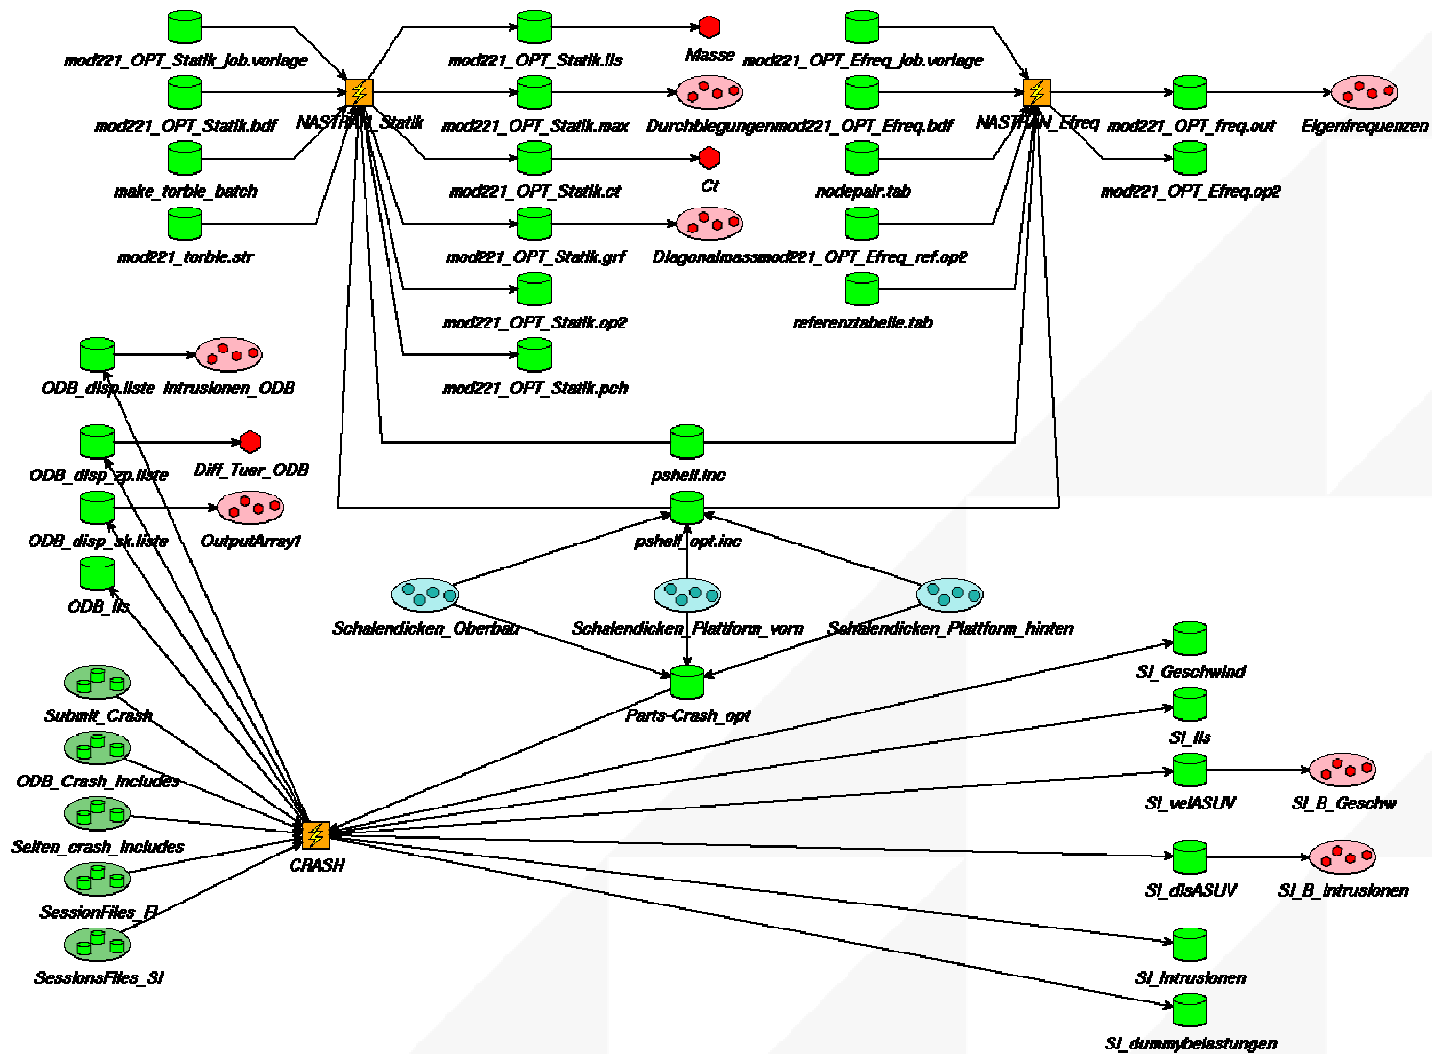 mod221_OPT_Statik_job.vorlage
mod221_OPT_Statik.lis
Masse
mod221_OPT_Efreq_job.vorlage
mod221_OPT_Statik.bdf
NASTRAN_Statik
mod221_OPT_Statik.max
Durchbiegungen
mod221_OPT_Efreq.bdf
NASTRAN_Efreq
mod221_OPT_freq.out
Eigenfrequenzen
make_torbie_batch
mod221_OPT_Statik.ct
Ct
nodepair.tab
mod221_OPT_Efreq.op2
mod221_torbie.str
mod221_OPT_Statik.grf
mod221_OPT_Efreq_ref.op2
mod221_OPT_Statik.op2
referenztabelle.tab
ODB_disp.liste
Intrusionen_ODB
mod221_OPT_Statik.pch
ODB_disp_zp.liste
Diff_Tuer_ODB
pshell.inc
ODB_disp_sk.liste
OutputArray1
pshell_opt.inc
ODB_lis
Schalendicken_Oberbau
Schalendicken_Plattform_vorn
Schalendicken_Plattform_hinten
SI_Geschwind
Submit_Crash
Parts-Crash_opt
SI_lis
ODB_Crash_Includes
SI_velASUV
SI_B_Geschw
Seiten_crash_Includes
CRASH
SI_disASUV
SI_B_Intrusionen
SessionFiles_FI
SessionsFiles_SI
SI_Intrusionen
SI_dummybelastungen